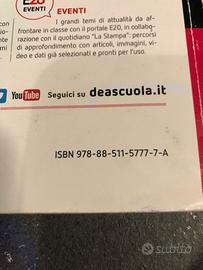 E20
EVENTI
EVENTI
I grandi temi di attualità da af-
frontare in classe con il portale E20, in collabo-
razione con il quotidiano "La Stampa": percorsi
di approfondimento con articoli, immagini, vi-
deo e dati già selezionati e pronti per l'uso.
YouTube Seguici su deascuola.it
ISBN 978-88-511-5777-7-A
subito